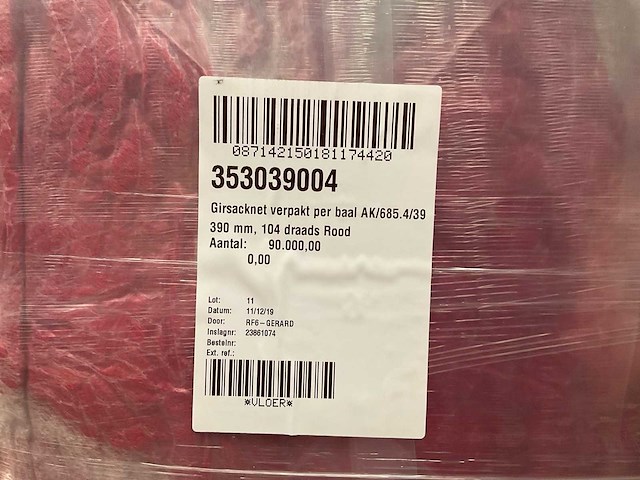 087142150181174420
353039004
Girsacknet verpakt per baal AK/685.4/39
390 mm, 104 draads Rood
Aantal: 90.000,00
0,00
Lot: 11
Datum: 11/12/19
Door: RF6-GERARD
Inslagnr: 23861074
Bestelnr:
Ext. ref.:
*VLOER*